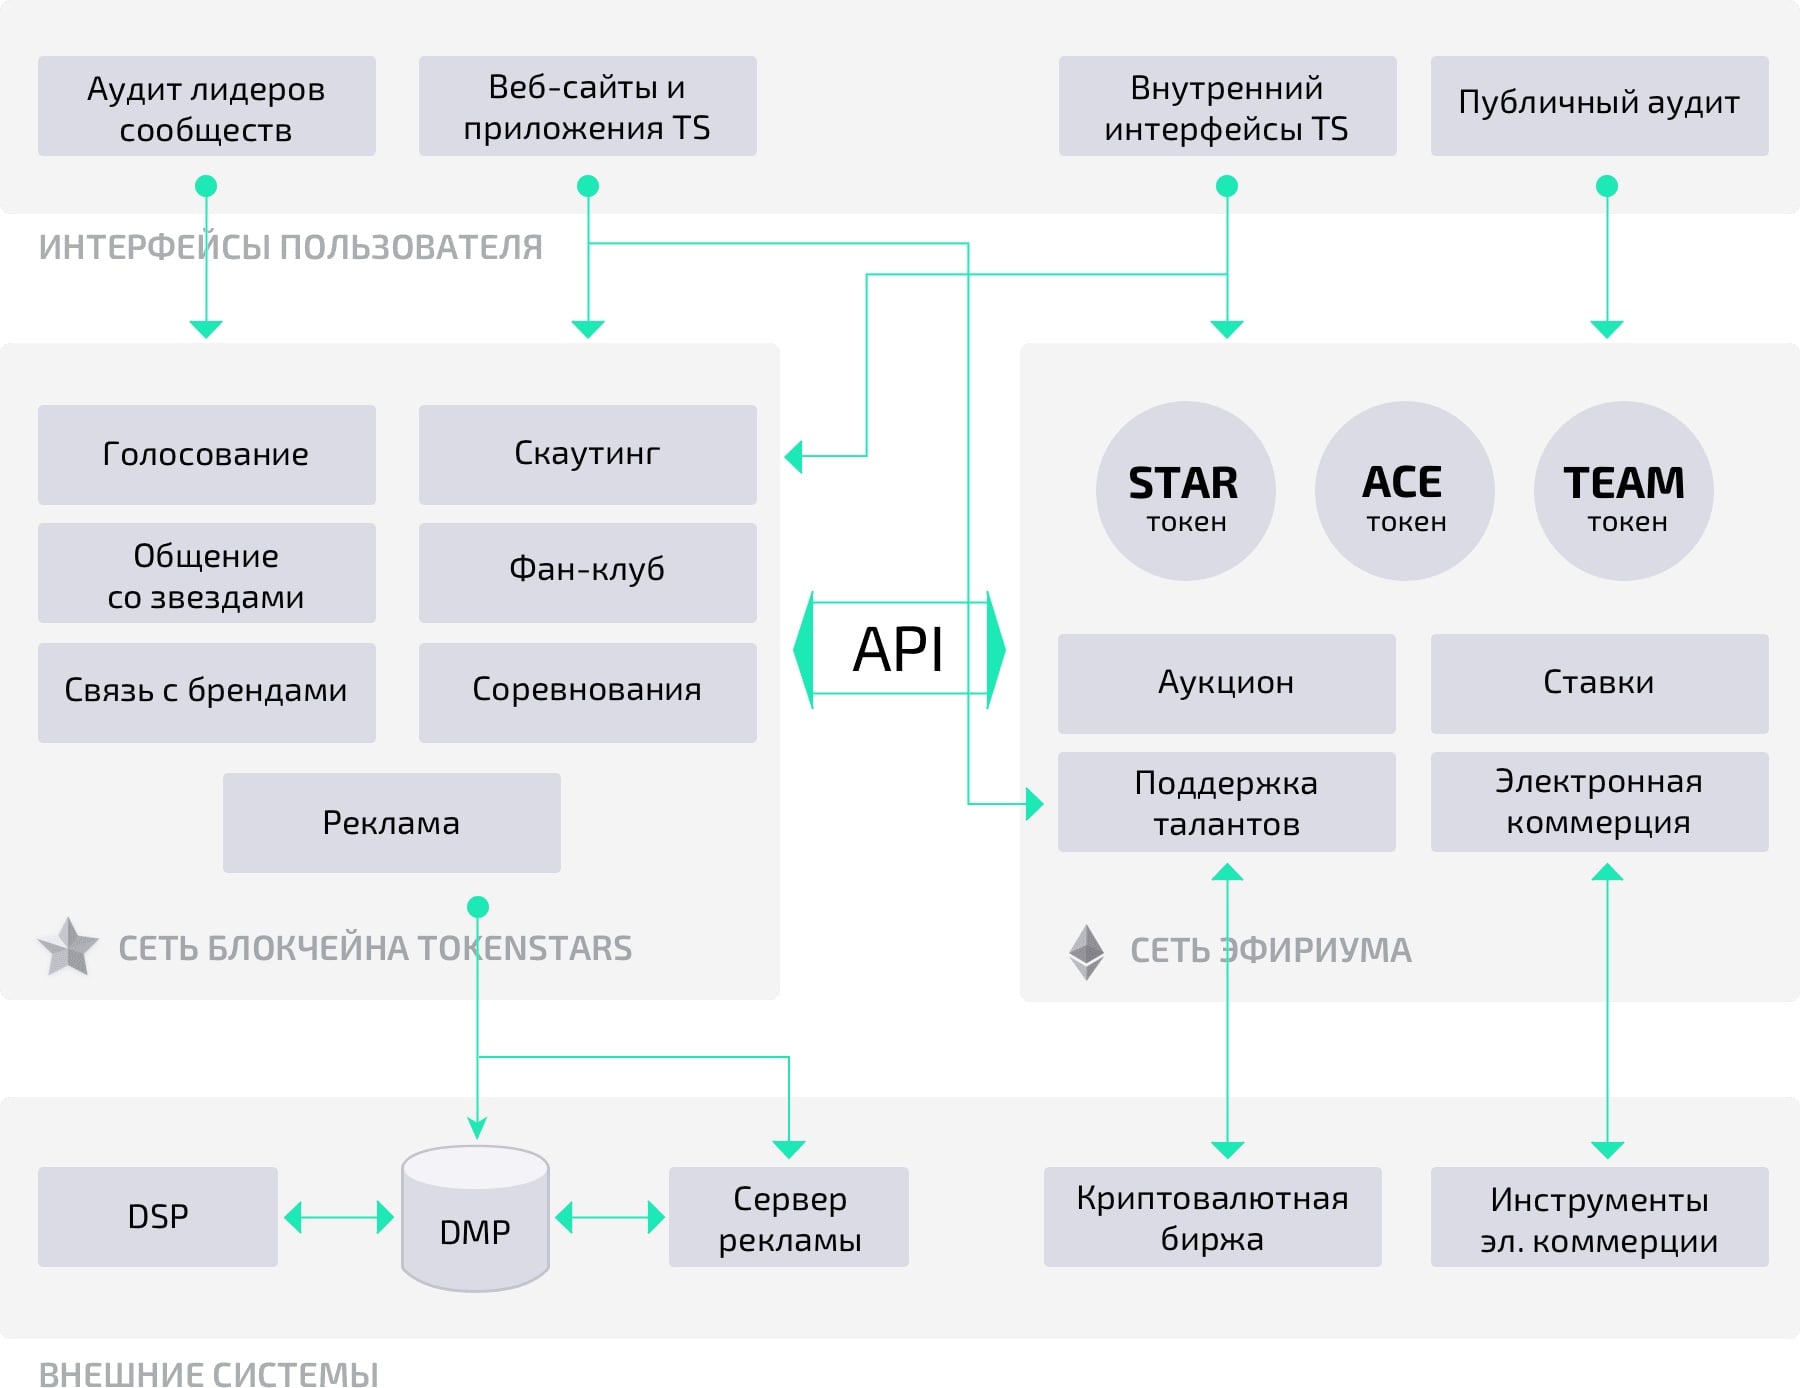 Аудит лидеров
сообществ
Веб-сайты и
приложения TS
Внутренний
интерфейсы TS
Публичный аудит
ИНТЕРФЕЙСЫ ПОЛЬЗОВАТЕЛЯ
Голосование
Скаутинг
Общение
со звездами
Фан-клуб
Связь с брендами
Соревнования
Реклама
СЕТЬ БЛОКЧЕЙНА TOKENSTARS
API
STAR
токен
ACE
токен
TEAM
токен
Аукцион
Ставки
Поддержка
талантов
Электронная
коммерция
СЕТЬ ЭФИРИУМА
DSP
DMP
Сервер
рекламы
Криптовалютная
биржа
Инструменты
эл. коммерции
ВНЕШНИЕ СИСТЕМЫ